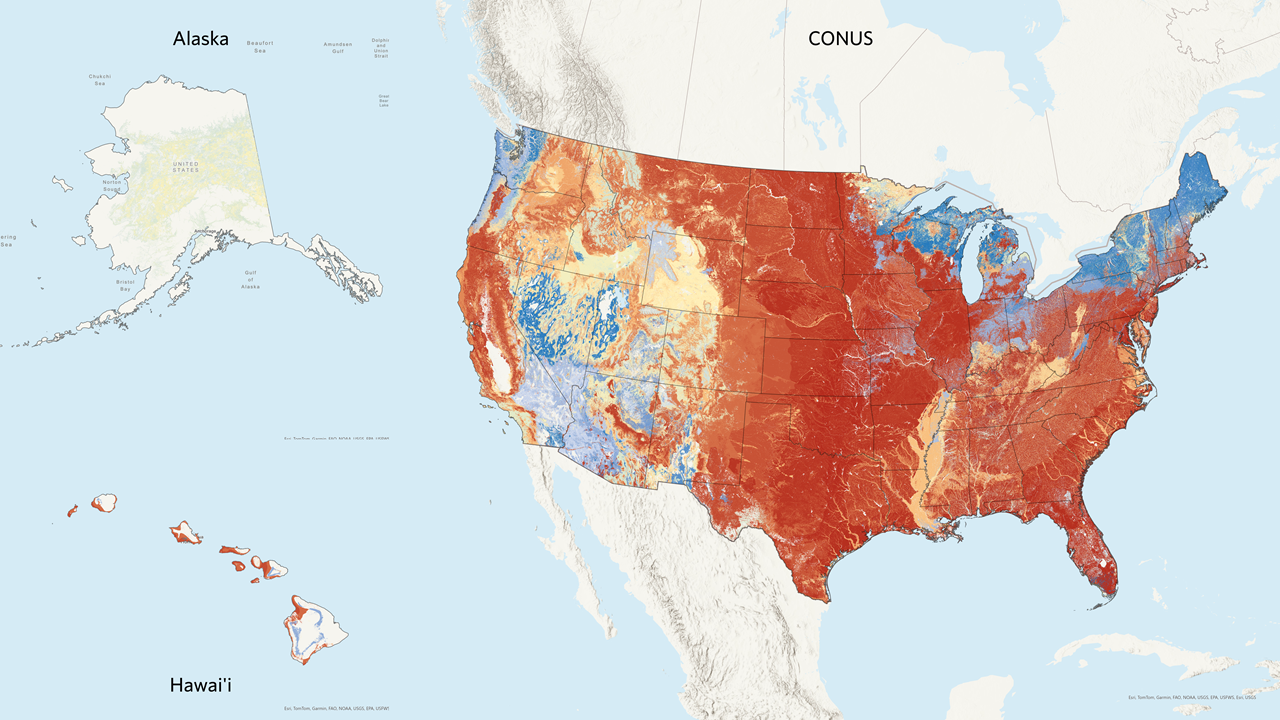 Alaska
CONUS
Beaufort
Sea
Amundsen
Gulf
Dolphin
and
Union
Strait
Chukchi
Sea
Great
Bear
Lake
UNITED
STATES
Norton
Sound
ering
Sea
Anchorage
Gulf
of
Alaska
Bristol
Bay
Esri, TomTom, Garmin, FAO, NOAA, USGS, EPA, USFWS
Hawai'i
Esri, TomTom, Garmin, FAO, NOAA, USGS, EPA, USFWS, Esri, USGS
Esri, TomTom, Garmin, FAO, NOAA, USGS, EPA, USFW!